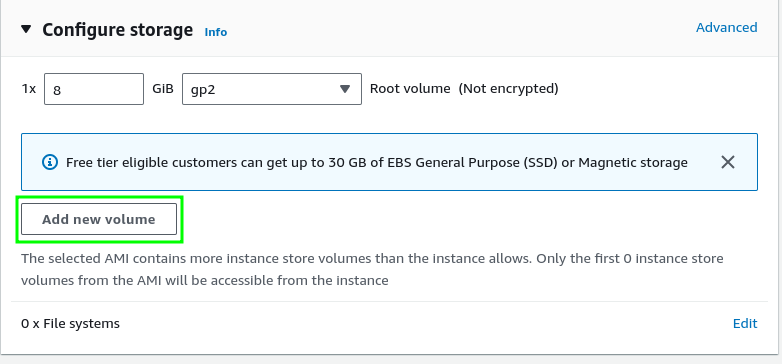 Configure storage Info Advanced
1x 8 GiB gp2 Root volume (Not encrypted)
Free tier eligible customers can get up to 30 GB of EBS General Purpose (SSD) or Magnetic storage
Add new volume
The selected AMI contains more instance store volumes than the instance allows. Only the first 0 instance store
volumes from the AMI will be accessible from the instance
0 x File systems Edit